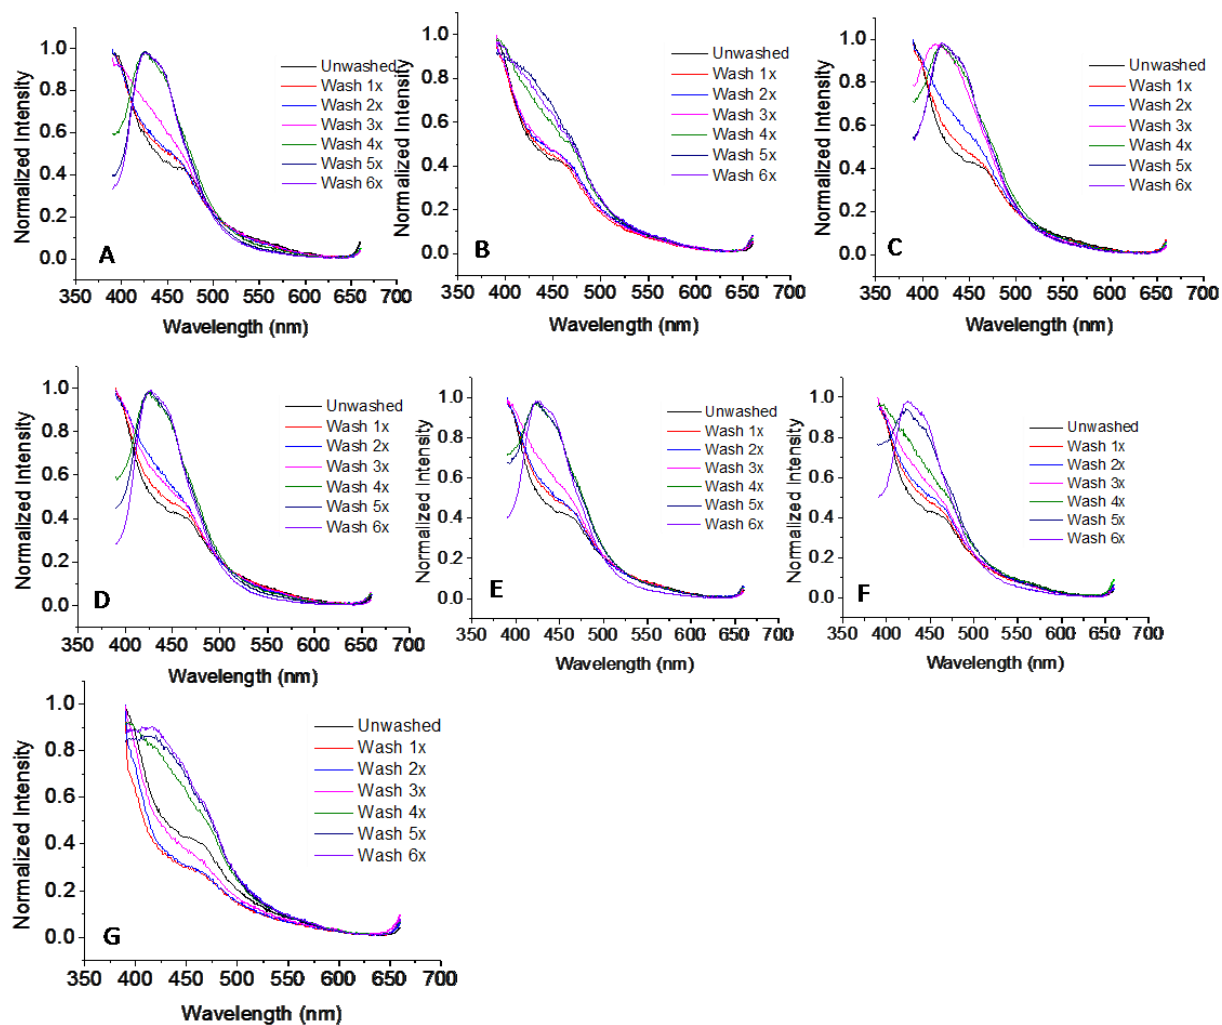 A
Normalized Intensity
1.0
0.8
0.6
0.4
0.2
0.0
350 400 450 500 550 600 650 700
Wavelength (nm)
Unwashed
Wash 1x
Wash 2x
Wash 3x
Wash 4x
Wash 5x
Wash 6x
B
Normalized Intensity
1.0
0.8
0.6
0.4
0.2
0.0
350 400 450 500 550 600 650 700
Wavelength (nm)
Unwashed
Wash 1x
Wash 2x
Wash 3x
Wash 4x
Wash 5x
Wash 6x
C
Normalized Intensity
1.0
0.8
0.6
0.4
0.2
0.0
350 400 450 500 550 600 650 700
Wavelength (nm)
Unwashed
Wash 1x
Wash 2x
Wash 3x
Wash 4x
Wash 5x
Wash 6x
D
Normalized Intensity
1.0
0.8
0.6
0.4
0.2
0.0
350 400 450 500 550 600 650 700
Wavelength (nm)
Unwashed
Wash 1x
Wash 2x
Wash 3x
Wash 4x
Wash 5x
Wash 6x
E
Normalized Intensity
1.0
0.8
0.6
0.4
0.2
0.0
350 400 450 500 550 600 650 700
Wavelength (nm)
Unwashed
Wash 1x
Wash 2x
Wash 3x
Wash 4x
Wash 5x
Wash 6x
F
Normalized Intensity
1.0
0.8
0.6
0.4
0.2
0.0
350 400 450 500 550 600 650 700
Wavelength (nm)
Unwashed
Wash 1x
Wash 2x
Wash 3x
Wash 4x
Wash 5x
Wash 6x
G
Normalized Intensity
1.0
0.8
0.6
0.4
0.2
0.0
350 400 450 500 550 600 650 700
Wavelength (nm)
Unwashed
Wash 1x
Wash 2x
Wash 3x
Wash 4x
Wash 5x
Wash 6x